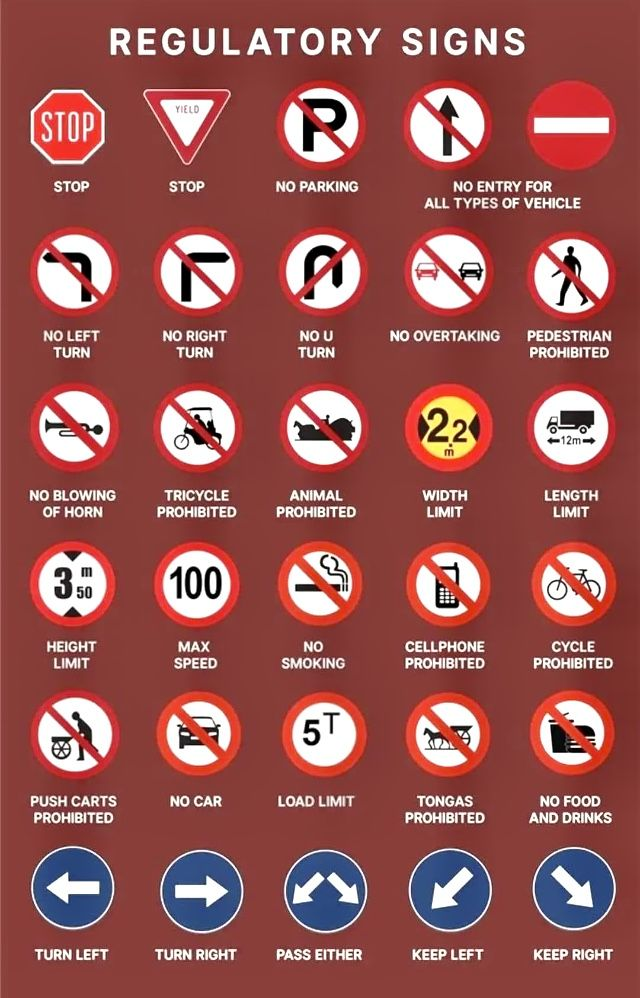 REGULATORY SIGNS
STOP
YIELD
P
STOP
STOP
NO PARKING
NO ENTRY FOR
ALL TYPES OF VEHICLE
NO LEFT
TURN
NO RIGHT
TURN
NO U
TURN
NO OVERTAKING
PEDESTRIAN
PROHIBITED
2.2
m
12m
NO BLOWING
OF HORN
TRICYCLE
PROHIBITED
ANIMAL
PROHIBITED
WIDTH
LIMIT
LENGTH
LIMIT
3 m 50
100
HEIGHT
LIMIT
MAX
SPEED
NO
SMOKING
CELLPHONE
PROHIBITED
CYCLE
PROHIBITED
5T
PUSH CARTS
PROHIBITED
NO CAR
LOAD LIMIT
TONGAS
PROHIBITED
NO FOOD
AND DRINKS
TURN LEFT
TURN RIGHT
PASS EITHER
KEEP LEFT
KEEP RIGHT